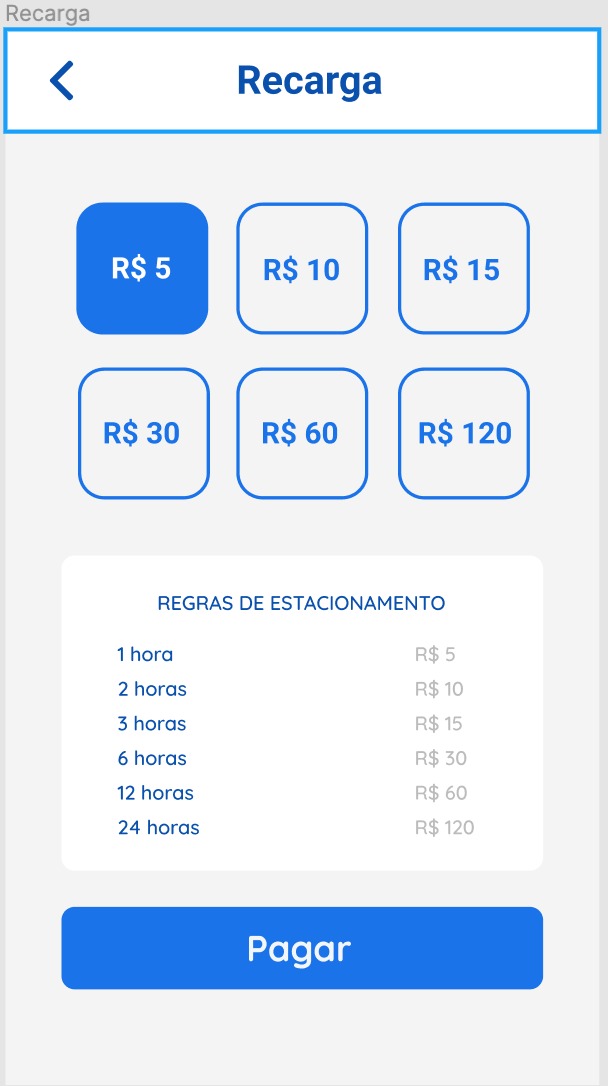 Recarga
Recarga
R$ 5 R$ 10 R$ 15
R$ 30 R$ 60 R$ 120
REGRAS DE ESTACIONAMENTO
1 hora R$ 5
2 horas R$ 10
3 horas R$ 15
6 horas R$ 30
12 horas R$ 60
24 horas R$ 120
Pagar